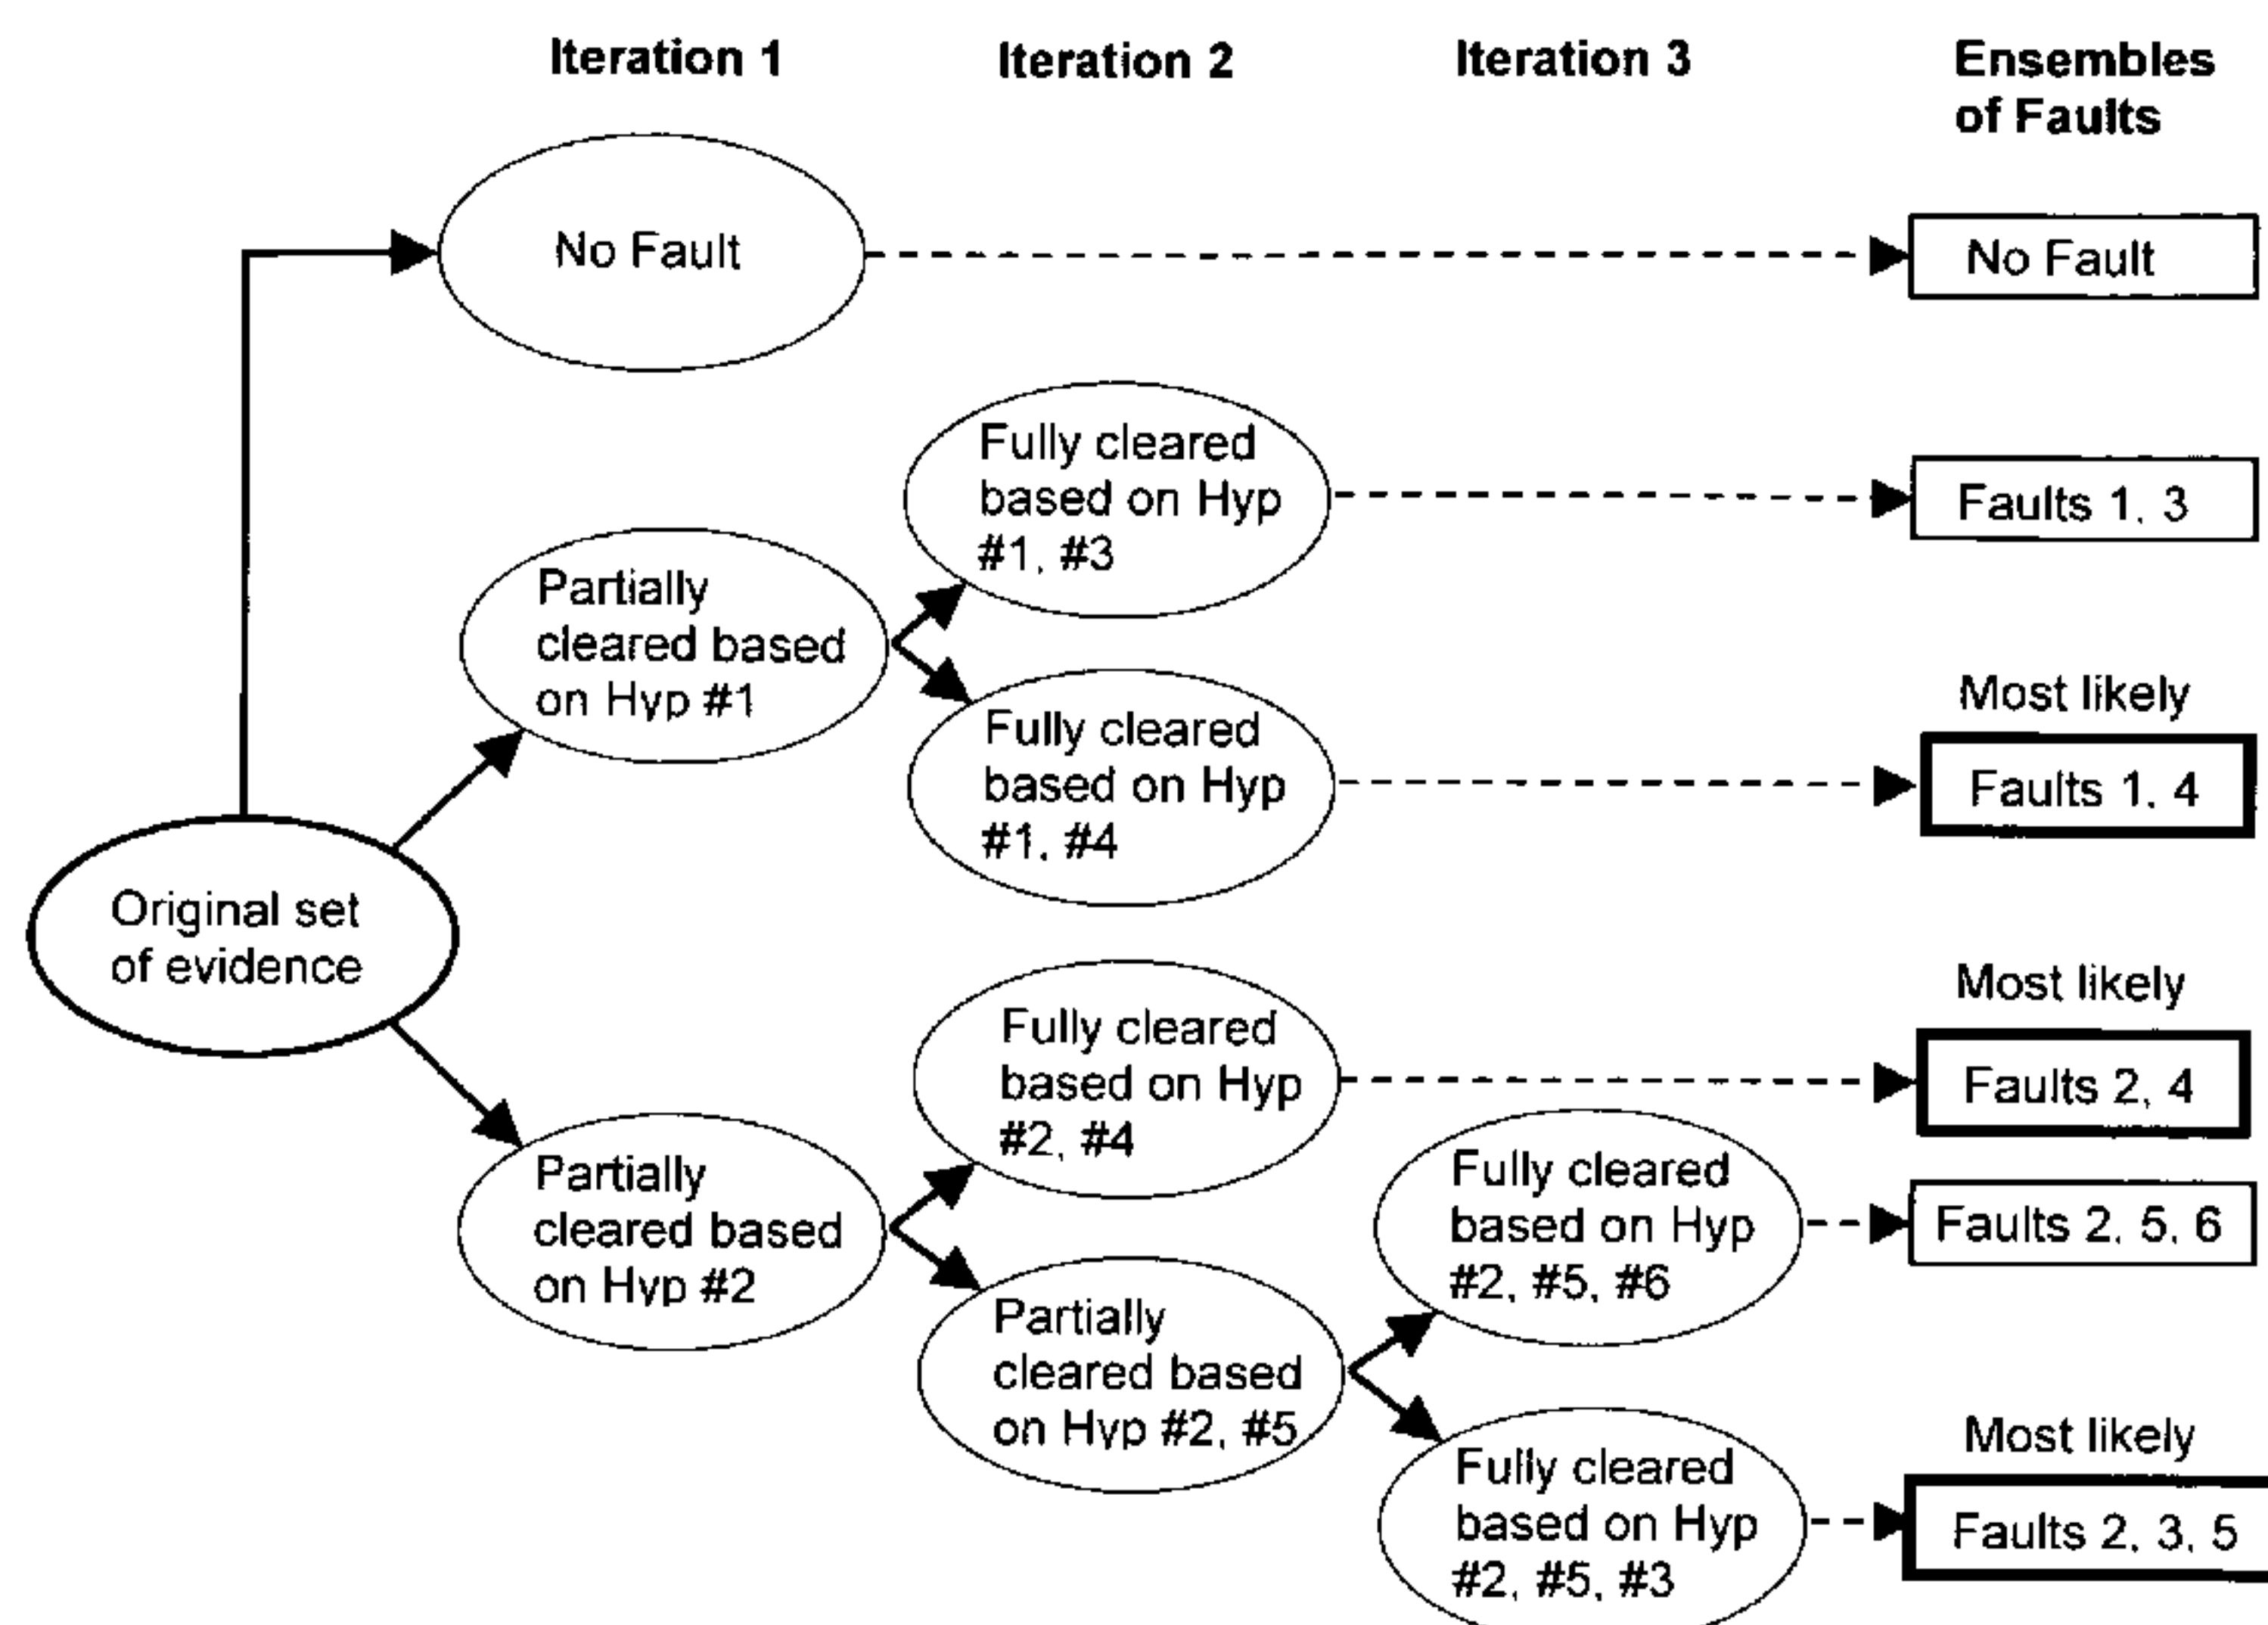 Iteration 1
Iteration 2
Iteration 3
Ensembles
of Faults
No Fault
No Fault
Fully cleared
based on Hyp
#1, #3
Faults 1, 3
Partially
cleared based
on Hyp #1
Most likely
Fully cleared
based on Hyp
#1, #4
Faults 1, 4
Original set
of evidence
Most likely
Fully cleared
based on Hyp
#2, #4
Faults 2, 4
Partially
cleared based
on Hyp #2
Fully cleared
based on Hyp
#2, #5, #6
Faults 2, 5, 6
Partially
cleared based
on Hyp #2, #5
Most likely
Fully cleared
based on Hyp
#2, #5, #3
Faults 2, 3, 5